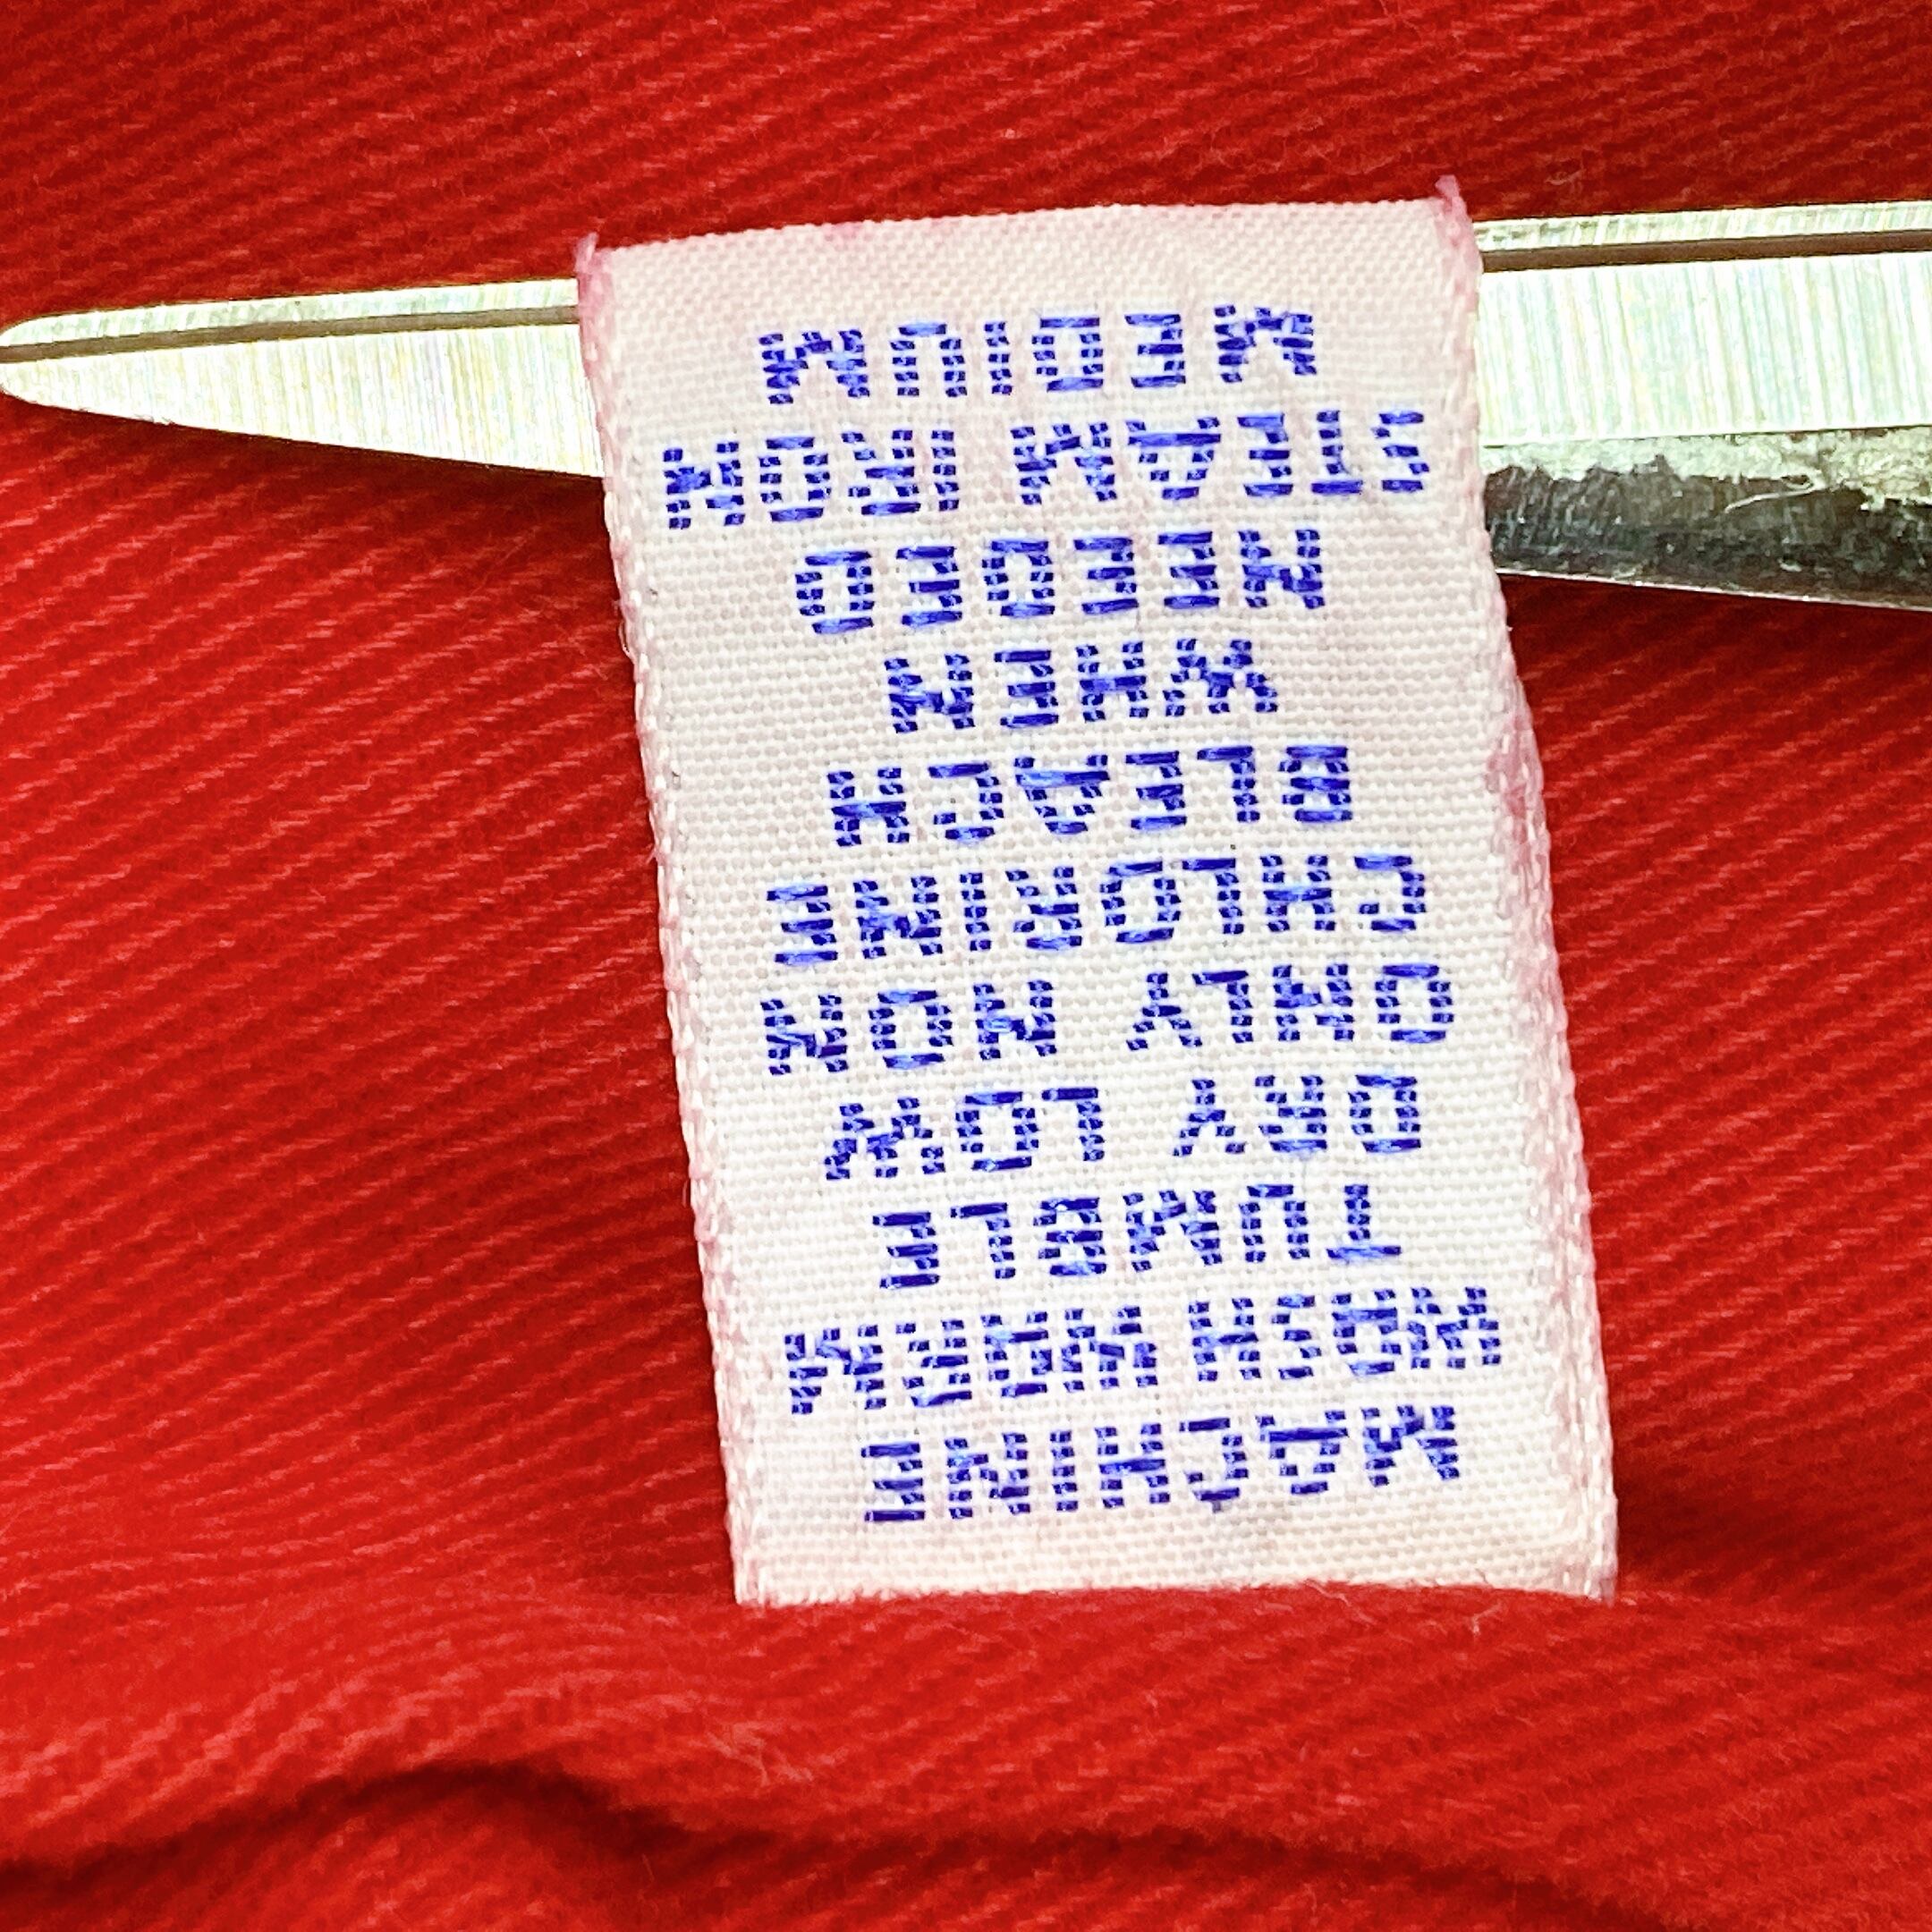 MACHINE
WASH WARM
TUMBLE
DRY LOW
ONLY NON
CHLORINE
BLEACH
WHEN
NEEDED
STEAM IRON
MEDIUM